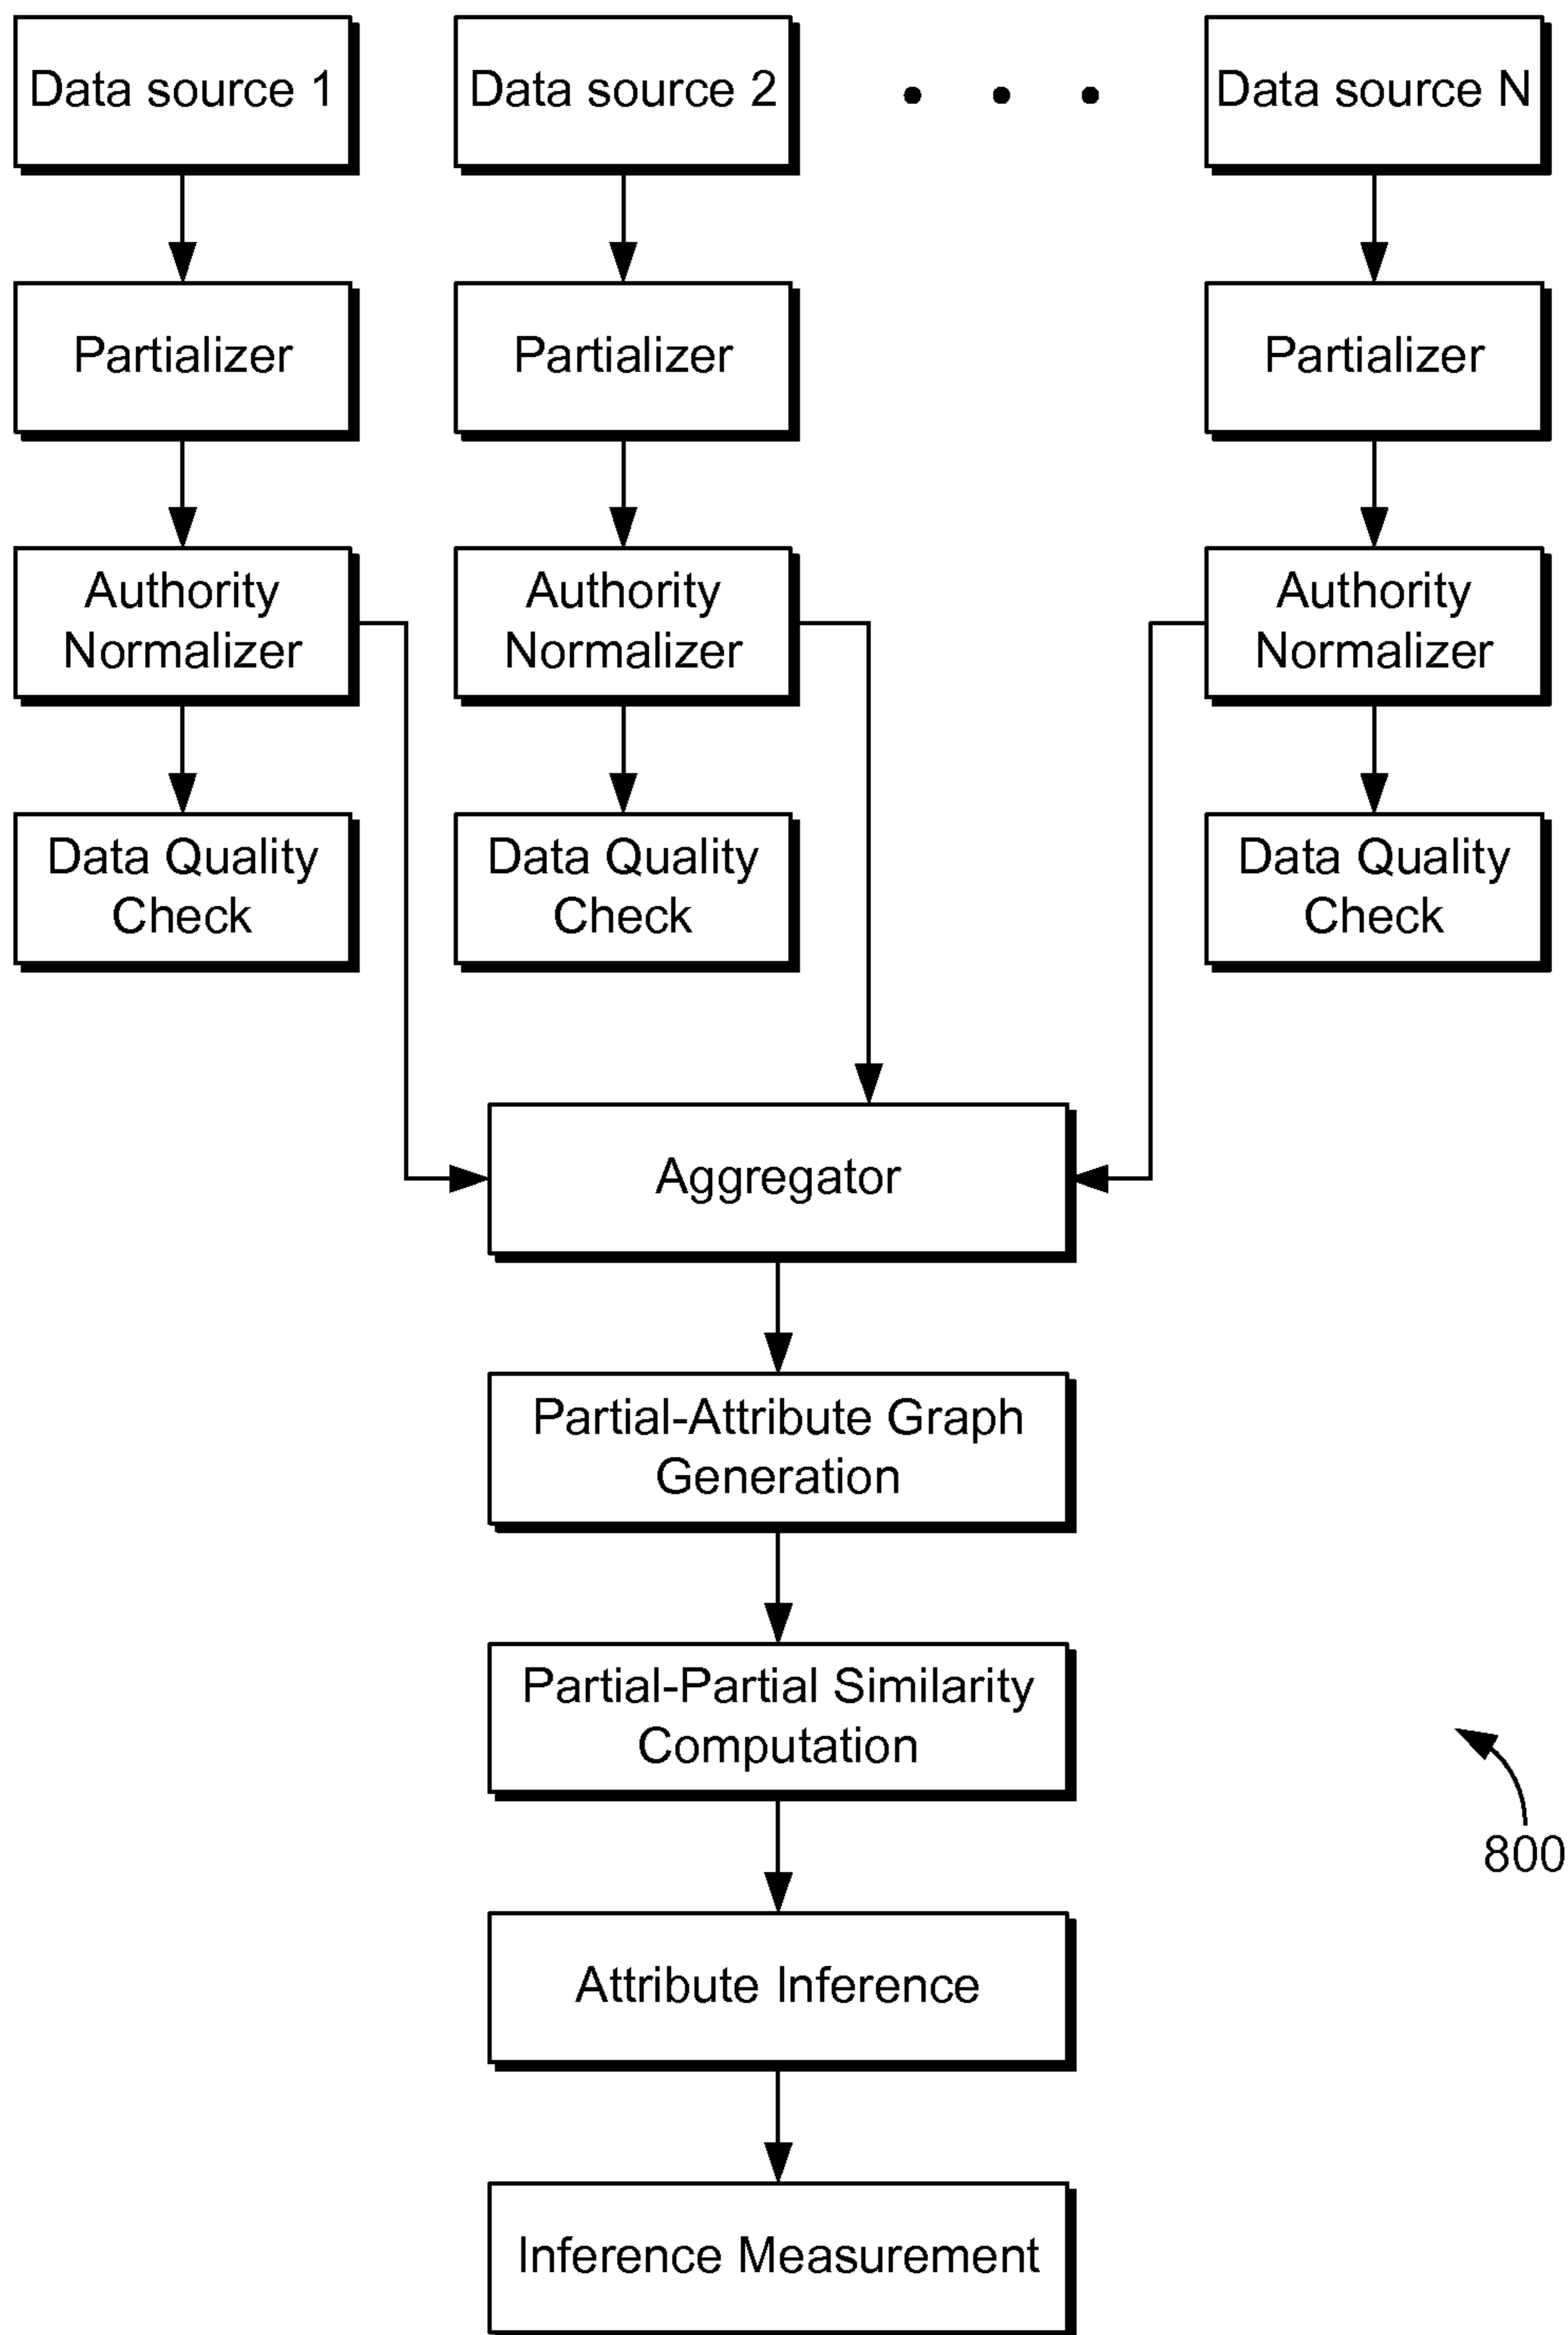 Data source 1
Data source 2
Data source N
Partializer
Partializer
Partializer
Authority
Normalizer
Authority
Normalizer
Authority
Normalizer
Data Quality
Check
Data Quality
Check
Data Quality
Check
Aggregator
Partial-Attribute Graph
Generation
Partial-Partial Similarity
Computation
800
Attribute Inference
Inference Measurement